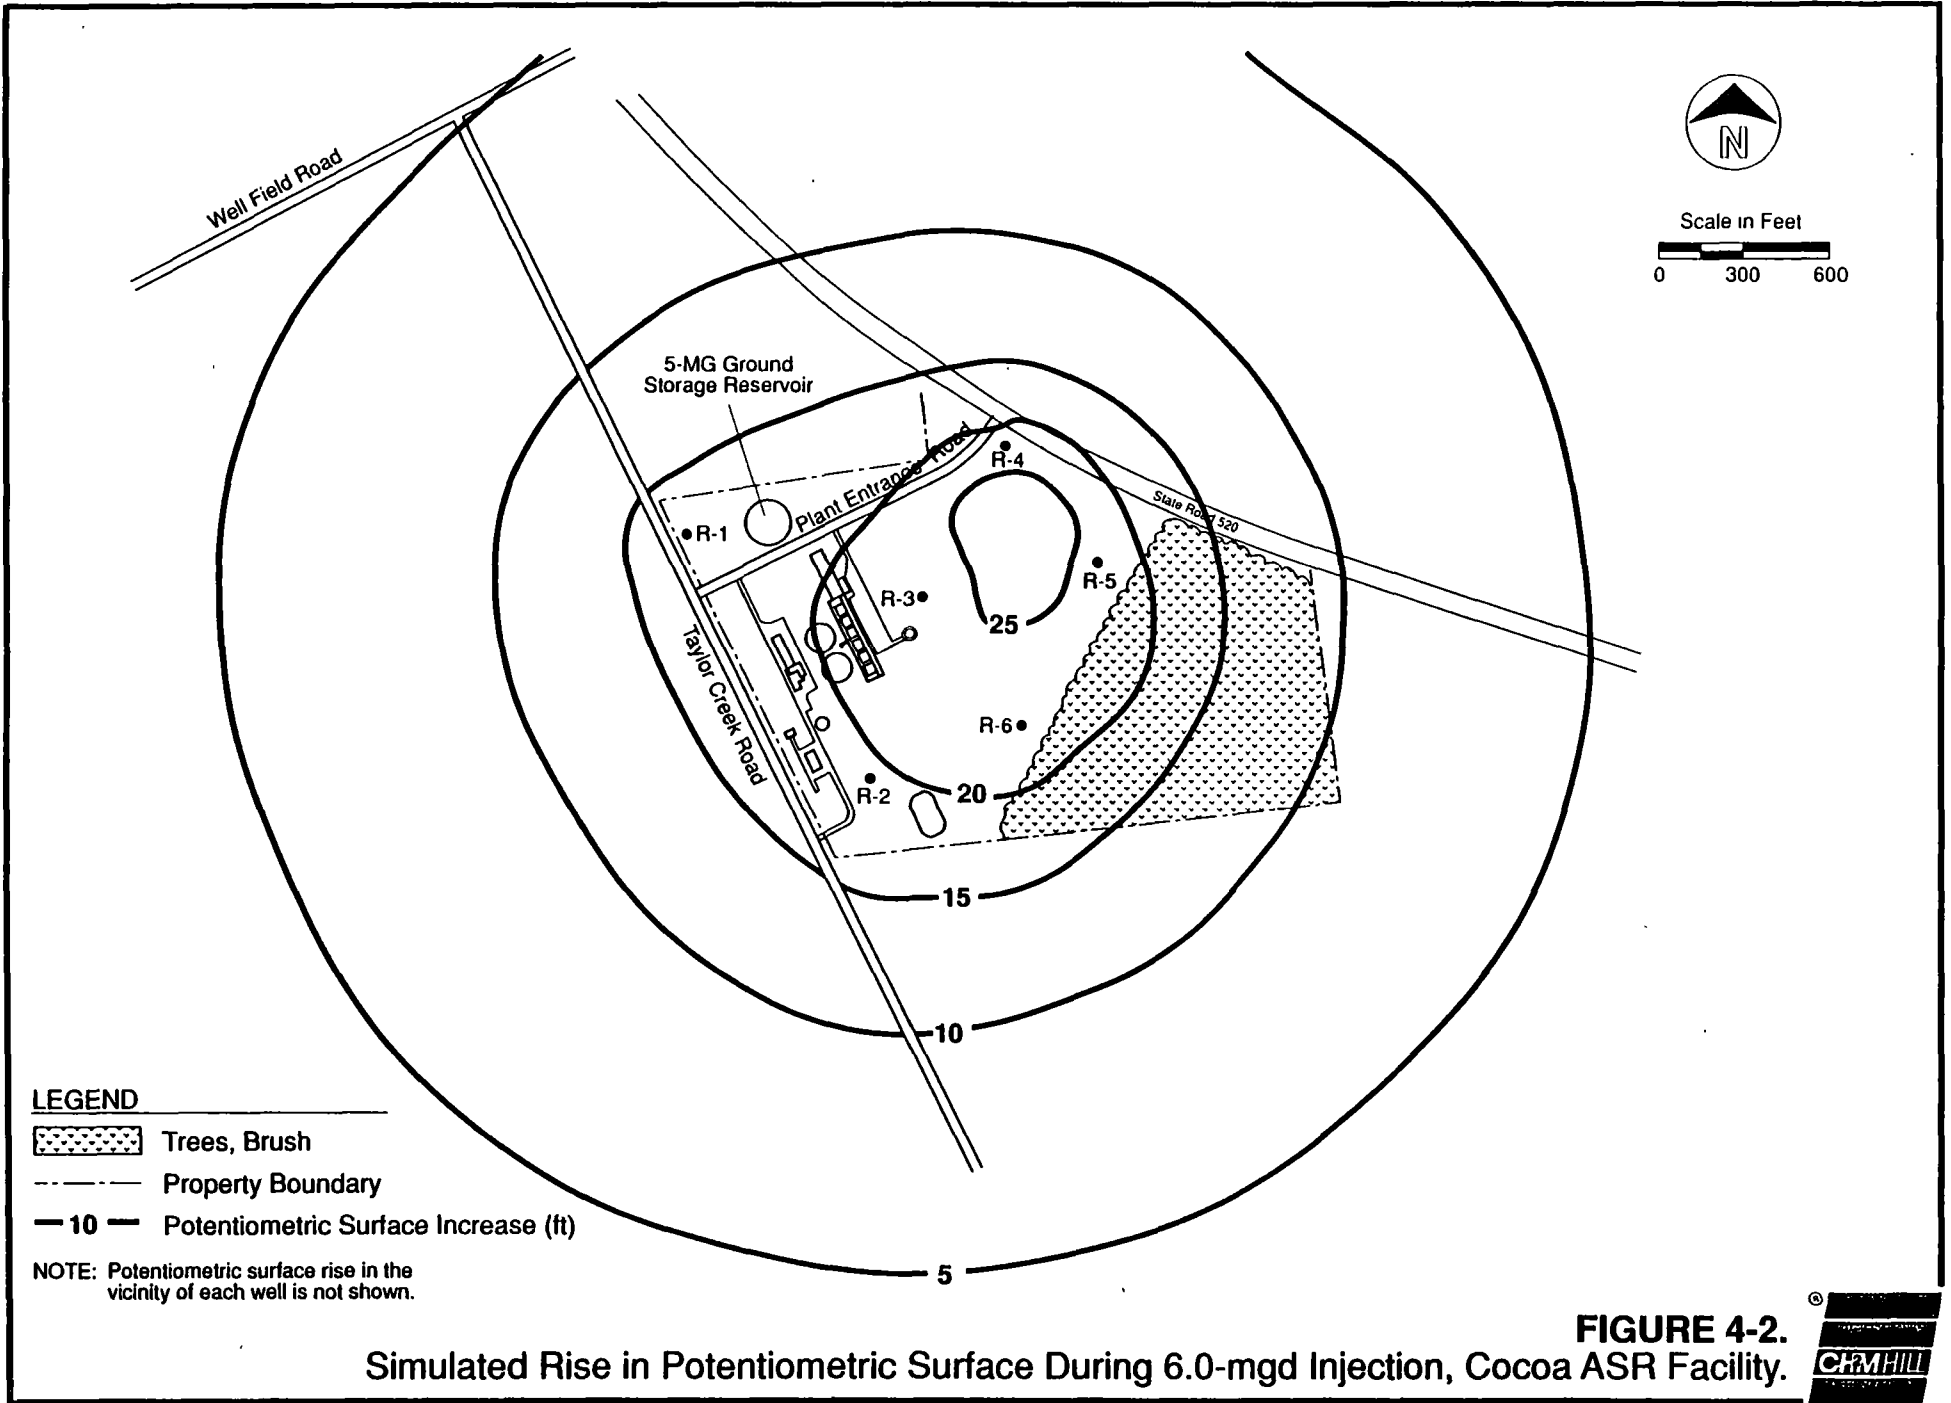 Well Field Road
N
Scale in Feet
0 300 600
5-MG Ground
Storage Reservoir
Plant Entrance Road
R-4
State Road 520
R-1
R-5
R-3
25
Taylor Creek Road
R-6
R-2
20
15
10
5
LEGEND
Trees, Brush
Property Boundary
10 Potentiometric Surface Increase (ft)
NOTE: Potentiometric surface rise in the
vicinity of each well is not shown.
FIGURE 4-2.
Simulated Rise in Potentiometric Surface During 6.0-mgd Injection, Cocoa ASR Facility.
®
CH2M HILL